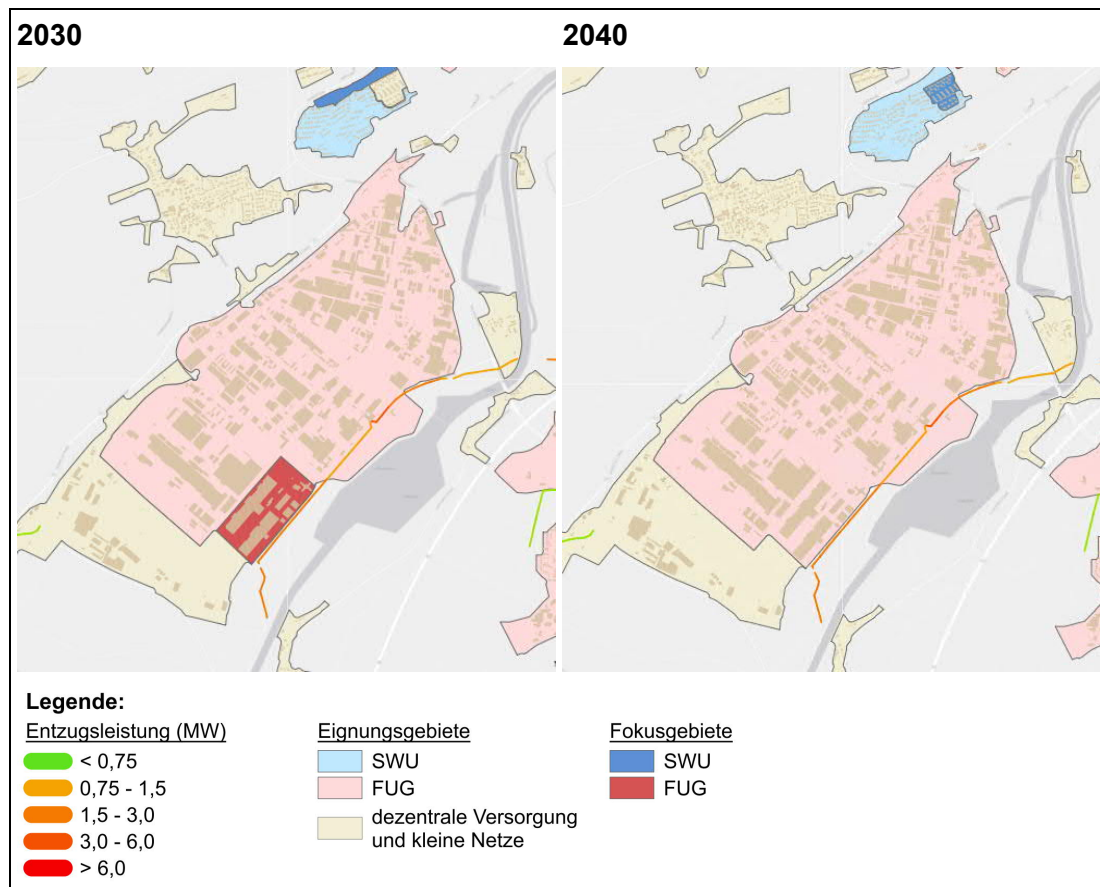 2030
2040
Legende:
Entzugsleistung (MW)
< 0,75
0,75 - 1,5
1,5 - 3,0
3,0 - 6,0
> 6,0
Eignungsgebiete
SWU
FUG
dezentrale Versorgung
und kleine Netze
Fokusgebiete
SWU
FUG